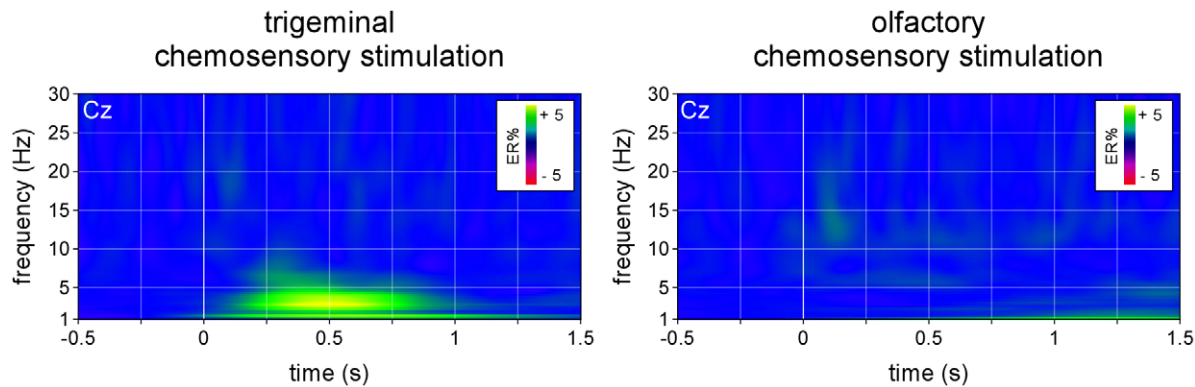 trigeminal
chemosensory stimulation
30
25
20
15
10
5
1
frequency (Hz)
Cz
ER%
+ 5
- 5
-0.5
0
0.5
1
1.5
time (s)
olfactory
chemosensory stimulation
30
25
20
15
10
5
1
frequency (Hz)
Cz
ER%
+ 5
- 5
-0.5
0
0.5
1
1.5
time (s)